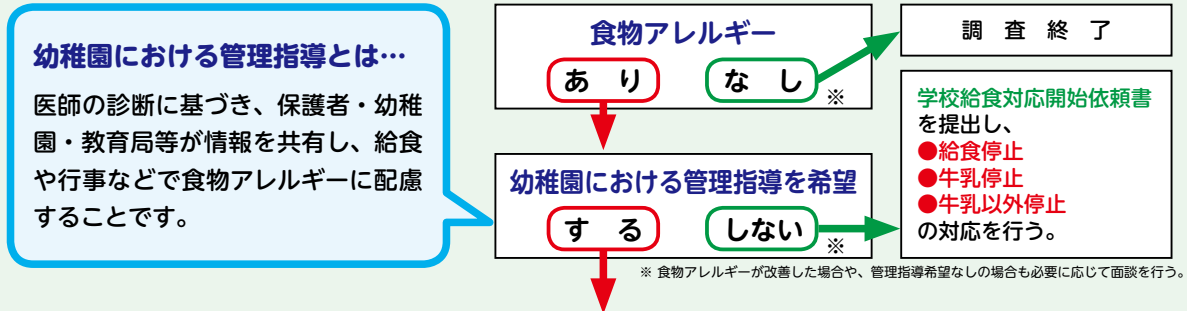 幼稚園における管理指導とは…
医師の診断に基づき、保護者・幼稚
園・教育局等が情報を共有し、給食
や行事などで食物アレルギーに配慮
することです。
食物アレルギー
あ り
な し
※
調 査 終 了
幼稚園における管理指導を希望
す る
しない
※
学校給食対応開始依頼書
を提出し、
●給食停止
●牛乳停止
●牛乳以外停止
の対応を行う。
※ 食物アレルギーが改善した場合や、管理指導希望なしの場合も必要に応じて面談を行う。